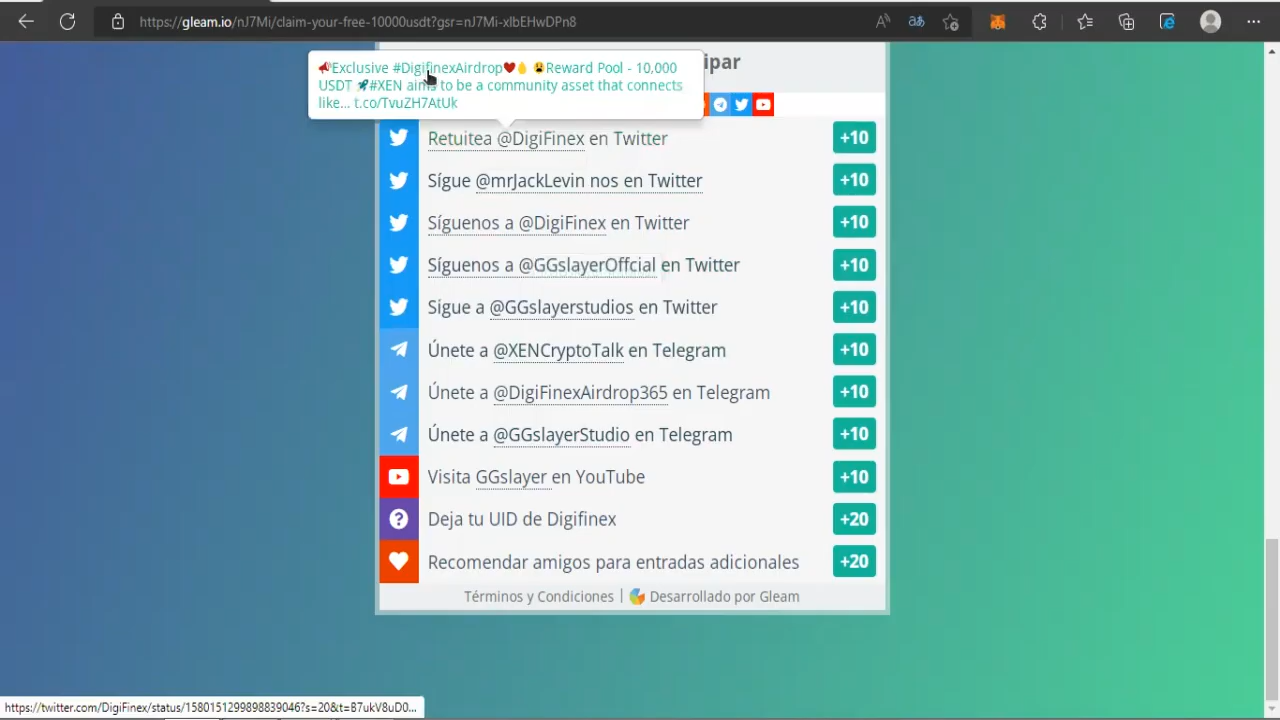 https://gleam.io/nJ7Mi/claim-your-free-10000usdt?gsr=nJ7Mi-xlbEHwDPn8
📣Exclusive #DigifinexAirdrop❤️ 😩Reward Pool - 10,000
USDT 🚀#XEN aims to be a community asset that connects
like... t.co/TvuZH7AtUk
ipar
Retuitea @DigiFinex en Twitter +10
Sígue @mrJackLevin nos en Twitter +10
Síguenos a @DigiFinex en Twitter +10
Síguenos a @GGslayerOffcial en Twitter +10
Sigue a @GGslayerstudios en Twitter +10
Únete a @XENCryptoTalk en Telegram +10
Únete a @DigiFinexAirdrop365 en Telegram +10
Únete a @GGslayerStudio en Telegram +10
Visita GGslayer en YouTube +10
Deja tu UID de Digifinex +20
Recomendar amigos para entradas adicionales +20
Términos y Condiciones | Desarrollado por Gleam
https://twitter.com/DigiFinex/status/1580151299898839046?s=20&t=B7ukV8uD0...